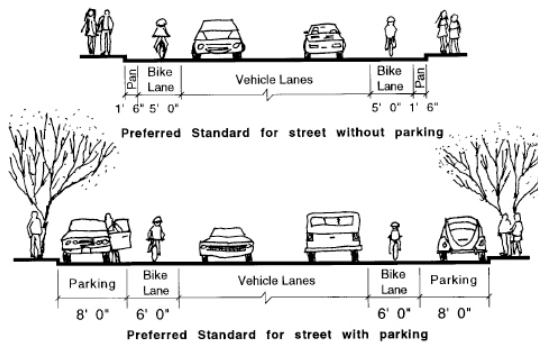 Pan Bike Lane Vehicle Lanes Bike Lane Pan
1' 6" 5' 0" 5' 0" 1' 6"
Preferred Standard for street without parking
Parking Bike Lane Vehicle Lanes Bike Lane Parking
8' 0" 6' 0" 6' 0" 8' 0"
Preferred Standard for street with parking